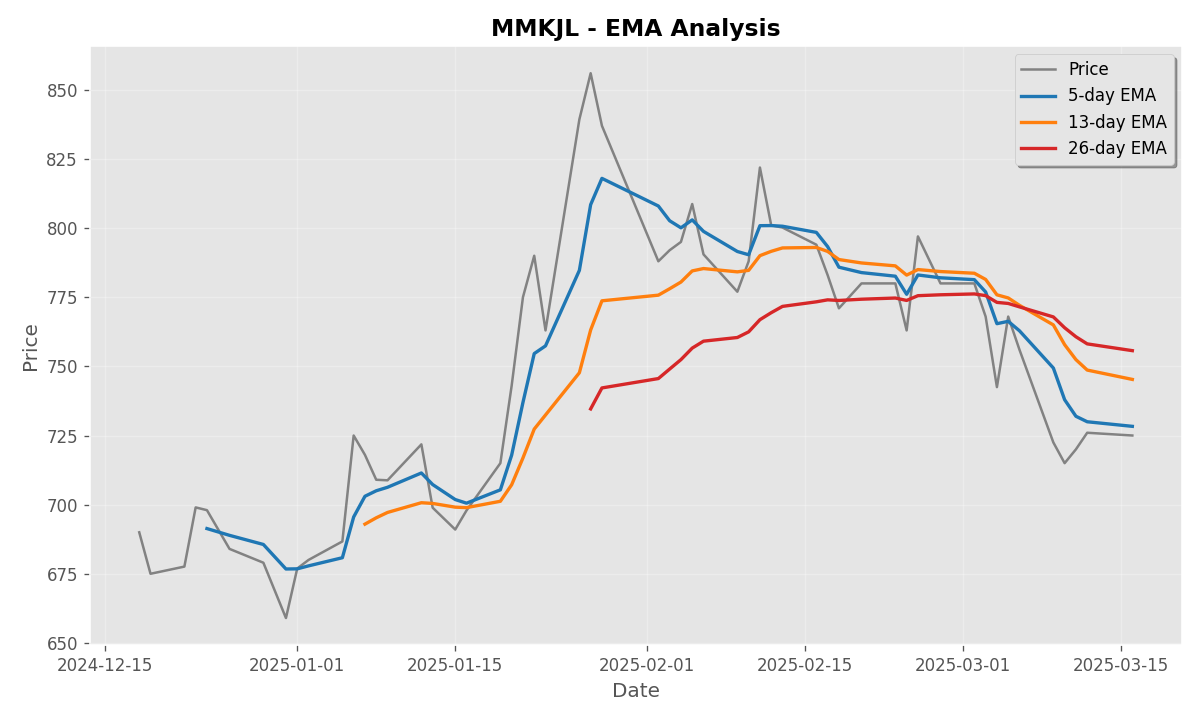 MMKJL - EMA Analysis
Price
5-day EMA
13-day EMA
26-day EMA
Price
850
825
800
775
750
725
700
675
650
2024-12-15
2025-01-01
2025-01-15
2025-02-01
2025-02-15
2025-03-01
2025-03-15
Date